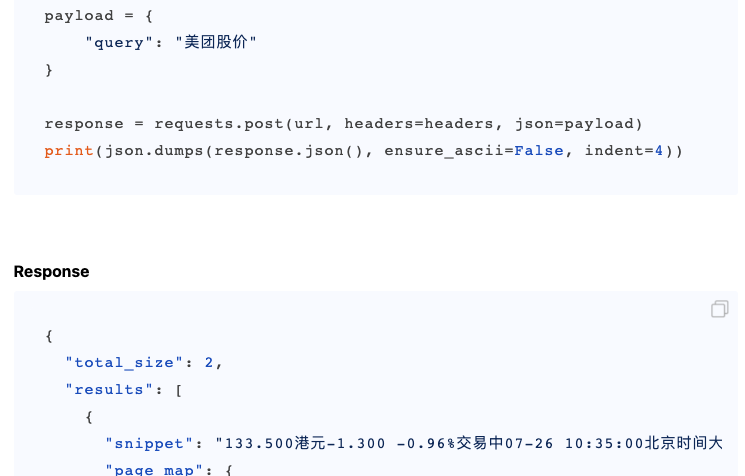 payload = {
    "query": "美团股价"
}
response = requests.post(url, headers=headers, json=payload)
print(json.dumps(response.json(), ensure_ascii=False, indent=4))
Response
{
  "total_size": 2,
  "results": [
    {
      "snippet": "133.500港元-1.300 -0.96%交易中07-26 10:35:00北京时间大
      "page_map": {